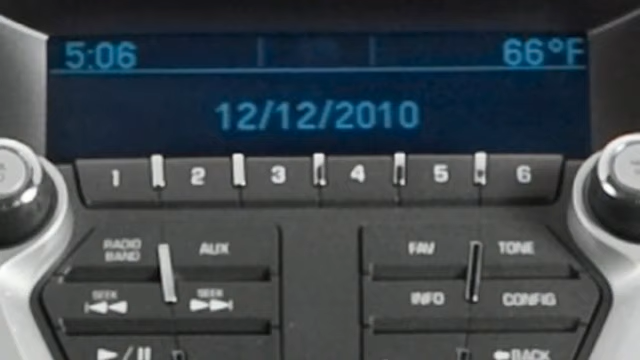 5:06 66°F
12/12/2010
1 2 3 4 5 6
RADIO BAND AUX FAV TONE
SEEK SEEK INFO CONFIG
BACK